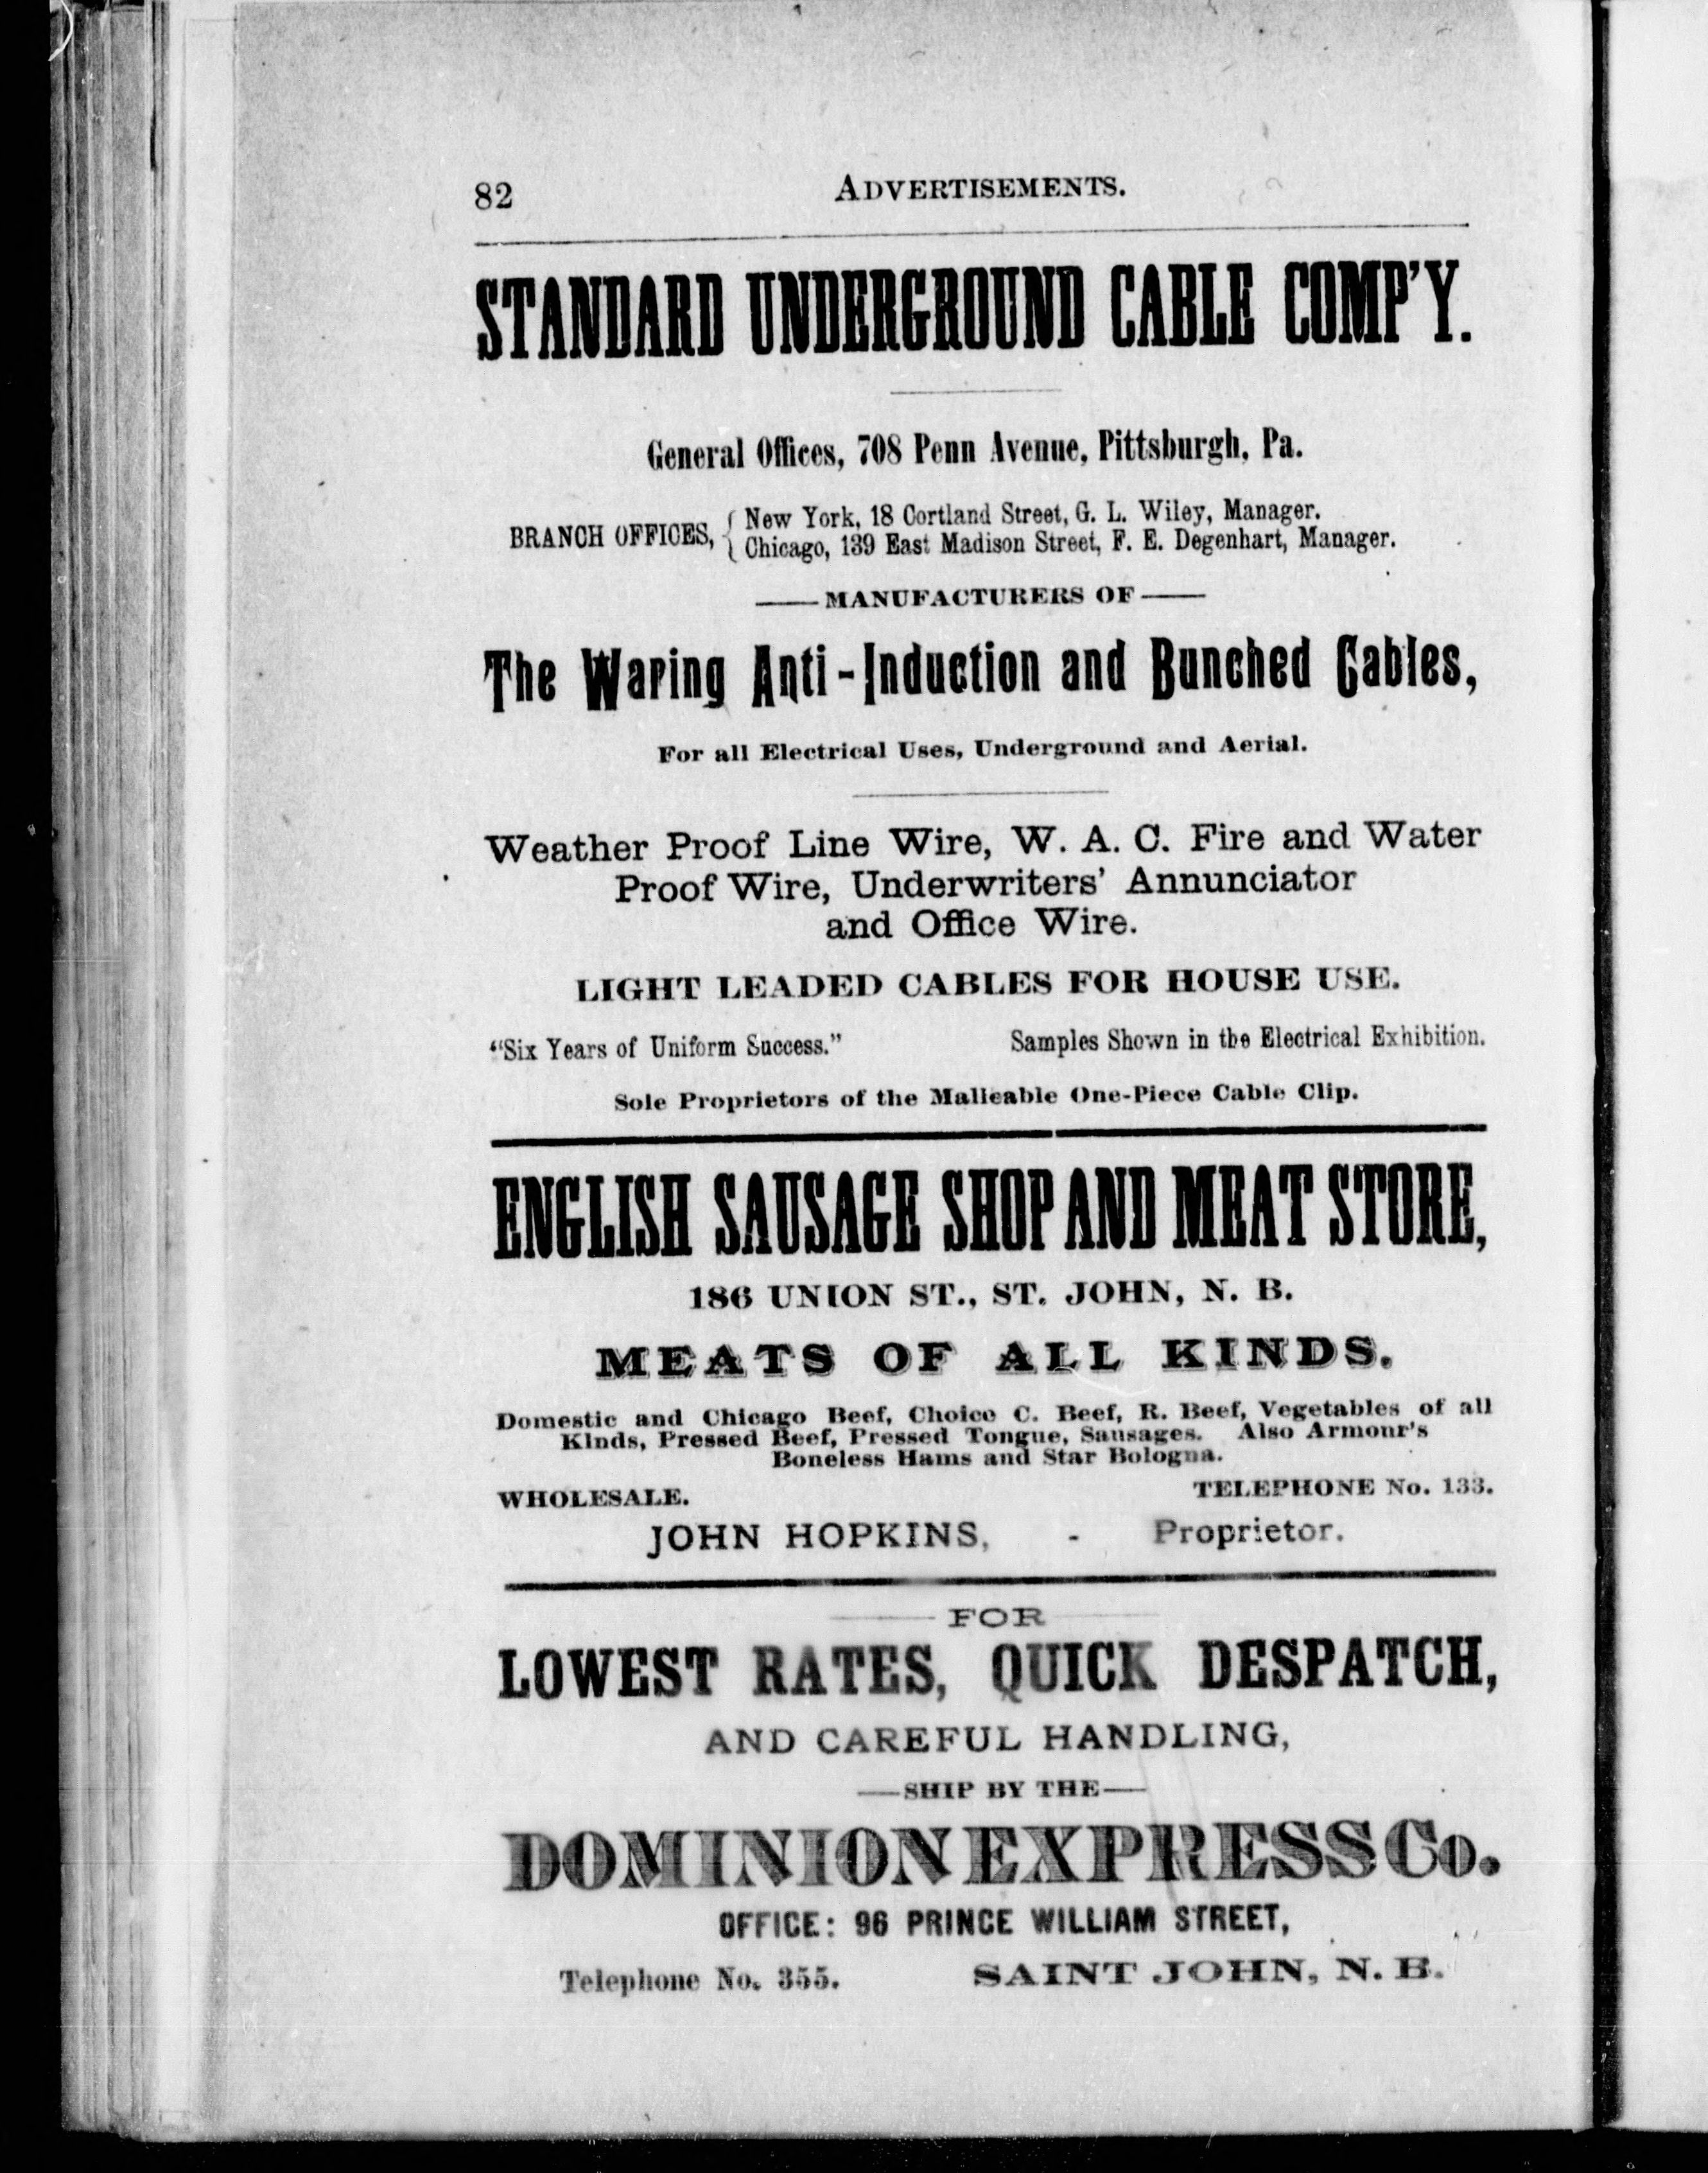 82 ADVERTISEMENTS.
STANDARD UNDERGROUND CABLE COMP'Y.
General Offices, 708 Penn Avenue, Pittsburgh, Pa.
BRANCH OFFICES, { New York, 18 Cortland Street, G. L. Wiley, Manager.
Chicago, 139 East Madison Street, F. E. Degenhart, Manager.
—MANUFACTURERS OF—
The Waring Anti-Induction and Bunched Cables,
For all Electrical Uses, Underground and Aerial.
Weather Proof Line Wire, W. A. C. Fire and Water
Proof Wire, Underwriters' Annunciator
and Office Wire.
LIGHT LEADED CABLES FOR HOUSE USE.
"Six Years of Uniform Success." Samples Shown in the Electrical Exhibition.
Sole Proprietors of the Malleable One-Piece Cable Clip.
ENGLISH SAUSAGE SHOP AND MEAT STORE,
186 UNION ST., ST. JOHN, N. B.
MEATS OF ALL KINDS.
Domestic and Chicago Beef, Choice C. Beef, R. Beef, Vegetables of all
Kinds, Pressed Beef, Pressed Tongue, Sausages. Also Armour's
Boneless Hams and Star Bologna.
WHOLESALE. TELEPHONE No. 133.
JOHN HOPKINS, - Proprietor.
FOR
LOWEST RATES, QUICK DESPATCH,
AND CAREFUL HANDLING,
—SHIP BY THE—
DOMINION EXPRESS Co.
OFFICE: 96 PRINCE WILLIAM STREET,
Telephone No. 355. SAINT JOHN, N. B.